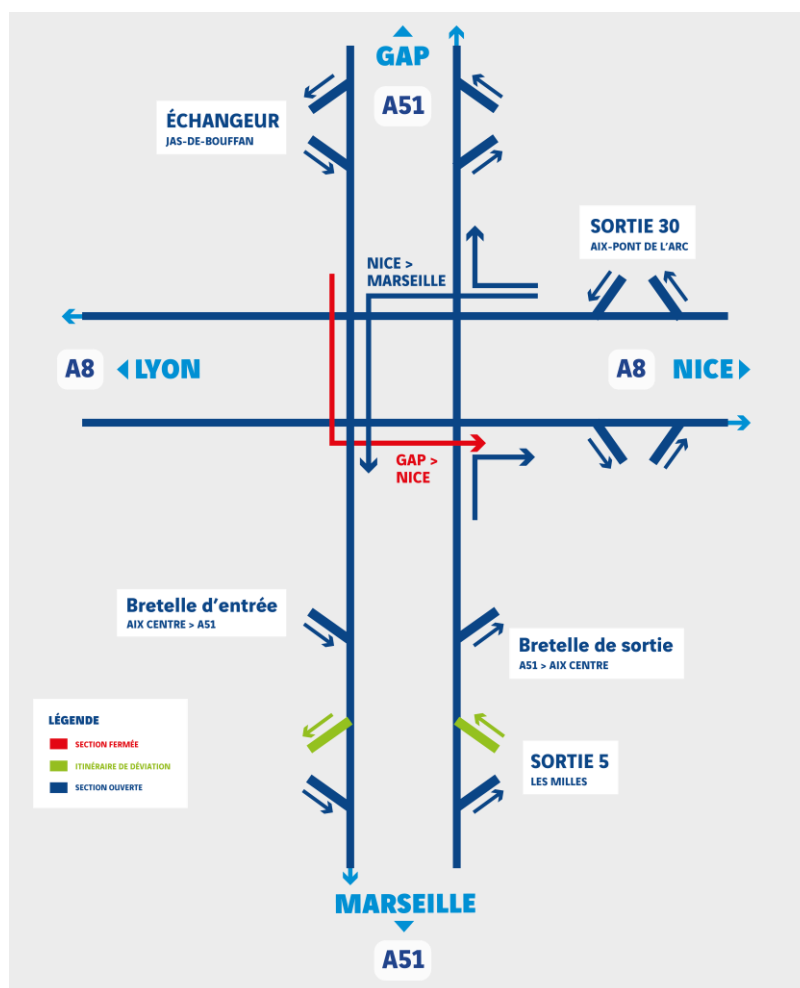 GAP
A51
ÉCHANGEUR
JAS-DE-BOUFFAN
SORTIE 30
AIX-PONT DE L'ARC
NICE >
MARSEILLE
A8
LYON
A8
NICE
GAP >
NICE
Bretelle d'entrée
AIX CENTRE > A51
Bretelle de sortie
A51 > AIX CENTRE
LÉGENDE
SECTION FERMÉE
ITINÉRAIRE DE DÉVIATION
SECTION OUVERTE
SORTIE 5
LES MILLES
MARSEILLE
A51